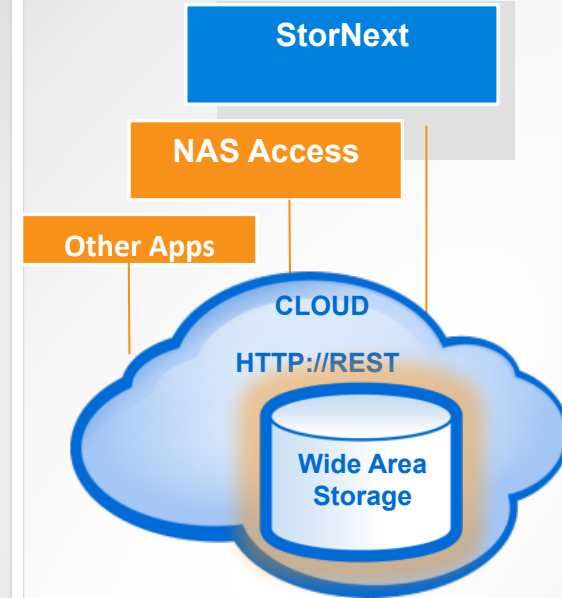 StorNext
NAS Access
Other Apps
CLOUD
HTTP://REST
Wide Area
Storage